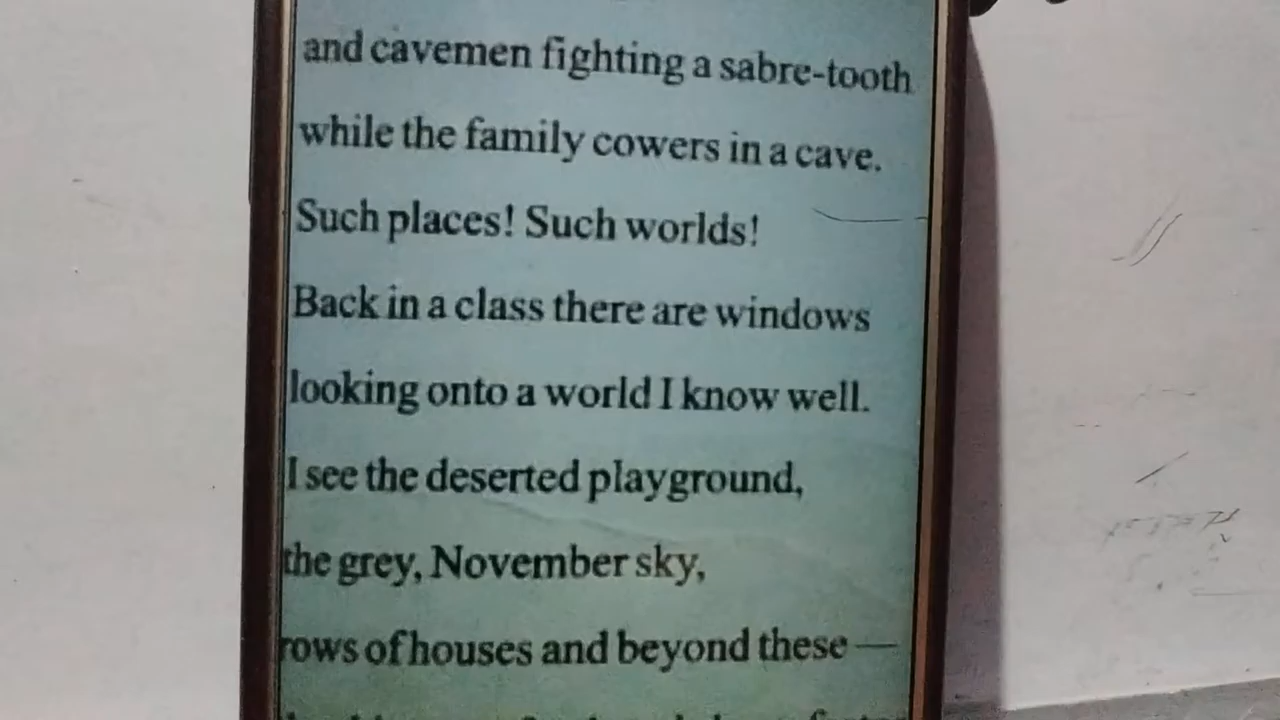 and cavemen fighting a sabre-tooth
while the family cowers in a cave.
Such places! Such worlds!
Back in a class there are windows
looking onto a world I know well.
I see the deserted playground,
the grey, November sky,
rows of houses and beyond these —